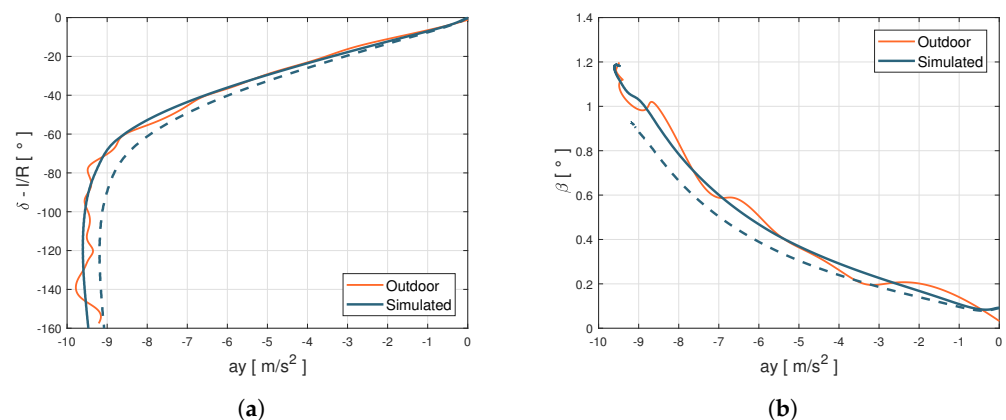 0
-20
-40
-60
-80
-100
-120
-140
-160
δ - l/R [ ° ]
-10 -9 -8 -7 -6 -5 -4 -3 -2 -1 0
ay [ m/s²  ]
Outdoor
Simulated
(a)
1.4
1.2
1
0.8
0.6
0.4
0.2
0
β [ ° ]
-10 -9 -8 -7 -6 -5 -4 -3 -2 -1 0
ay [ m/s² ]
Outdoor
Simulated
(b)